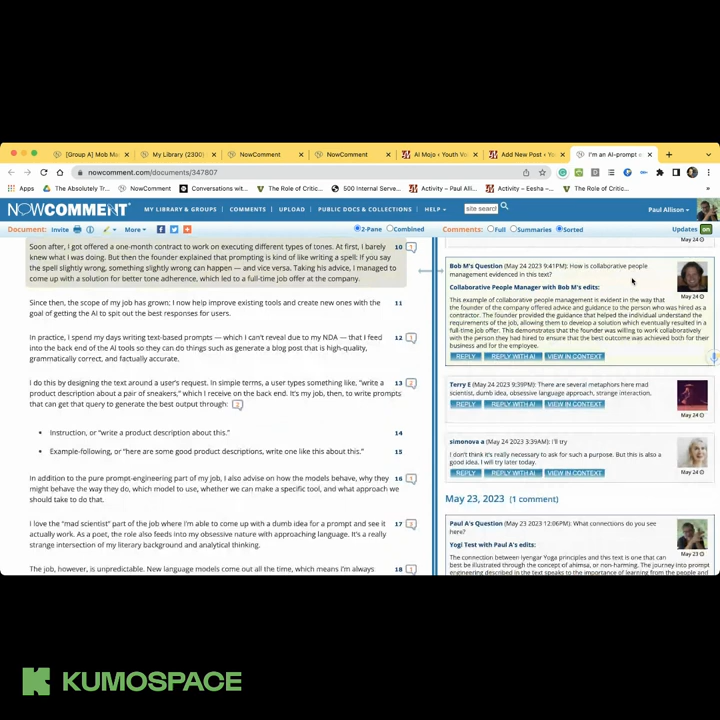 [Group A] Mob Ma
My Library (2300)
NowComment
NowComment
AI Mojo ‹ Youth Vo
Add New Post ‹ Yo
I'm an AI-prompt e
nowcomment.com/documents/347807
Apps
The Absolutely Tr...
NowComment
Conversations wit...
The Role of Critic...
500 Internal Serve...
Activity – Paul Alli...
Activity – Eesha –...
The Role of Critic...
NOWCOMMENT
MY LIBRARY & GROUPS
COMMENTS
UPLOAD
PUBLIC DOCS & COLLECTIONS
HELP
site search
Paul Allison
Document:
Invite
More
2-Pane
Combined
Comments:
Full
Summaries
Sorted
Updates
on
Soon after, I got offered a one-month contract to work on executing different types of tones. At first, I barely 10
knew what I was doing. But then the founder explained that prompting is kind of like writing a spell: If you say
the spell slightly wrong, something slightly wrong can happen — and vice versa. Taking his advice, I managed to
come up with a solution for better tone adherence, which led to a full-time job offer at the company.
Since then, the scope of my job has grown; I now help improve existing tools and create new ones with the 11
goal of getting the AI to spit out the best responses for users.
In practice, I spend my days writing text-based prompts — which I can't reveal due to my NDA — that I feed 12
into the back end of the AI tools so they can do things such as generate a blog post that is high-quality,
grammatically correct, and factually accurate.
I do this by designing the text around a user's request. In simple terms, a user types something like, "write a 13
product description about a pair of sneakers," which I receive on the back end. It's my job, then, to write prompts
that can get that query to generate the best output through:
• Instruction, or "write a product description about this." 14
• Example-following, or "here are some good product descriptions, write one like this about this." 15
In addition to the pure prompt-engineering part of my job, I also advise on how the models behave, why they 16
might behave the way they do, which model to use, whether we can make a specific tool, and what approach we
should take to do that.
I love the "mad scientist" part of the job where I'm able to come up with a dumb idea for a prompt and see it 17
actually work. As a poet, the role also feeds into my obsessive nature with approaching language. It's a really
strange intersection of my literary background and analytical thinking.
The job, however, is unpredictable. New language models come out all the time, which means I'm always 18
May 24
Bob M's Question (May 24 2023 9:41PM): How is collaborative people
management evidenced in this text?
Collaborative People Manager with Bob M's edits:
This example of collaborative people management is evident in the way that
the founder of the company offered advice and guidance to the person who was hired as a
contractor. The founder provided the guidance that helped the individual understand the
requirements of the job, allowing them to develop a solution which eventually resulted in a
full-time job offer. This demonstrates that the founder was willing to work collaboratively
with the person they had hired to ensure that the best outcome was achieved both for their
business and for the employee.
REPLY
REPLY WITH AI
VIEW IN CONTEXT
May 24
Terry E (May 24 2023 9:39PM): There are several metaphors here mad
scientist, dumb idea, obsessive language approach, strange intersection.
REPLY
REPLY WITH AI
VIEW IN CONTEXT
May 24
simonova a (May 24 2023 3:39AM): i'll try
I don't think it's really necessary to ask for such a purpose. But this is also a
good idea. I will try later today.
REPLY
REPLY WITH AI
VIEW IN CONTEXT
May 24
May 23, 2023 (1 comment)
Paul A's Question (May 23 2023 12:06PM): What connections do you see
here?
Yogi Test with Paul A's edits:
The connection between Iyengar Yoga principles and this text is one that can
best be illustrated through the concept of ahimsa, or non-harming. The journey into prompt
engineering described in the text speaks to the importance of learning from the people and
May 23
KUMOSPACE